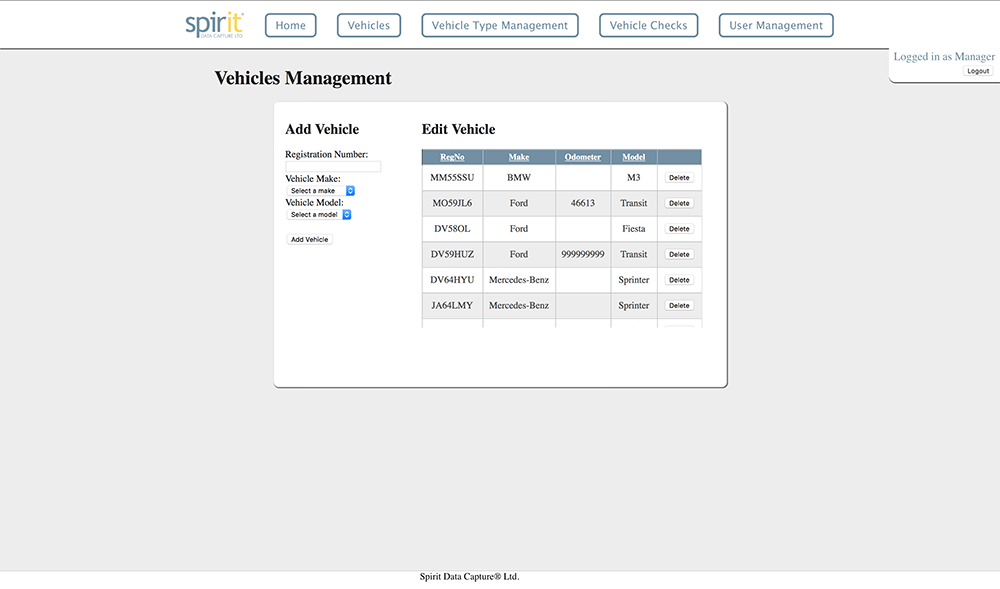 spirit
DATA CAPTURE LTD
Home Vehicles Vehicle Type Management Vehicle Checks User Management
Logged in as Manager
Logout
Vehicles Management
Add Vehicle
Registration Number:
Vehicle Make:
Select a make
Vehicle Model:
Select a model
Add Vehicle
Edit Vehicle
RegNo Make Odometer Model
MM55SSU BMW M3 Delete
MO59JL6 Ford 46613 Transit Delete
DV58OL Ford Fiesta Delete
DV59HUZ Ford 999999999 Transit Delete
DV64HYU Mercedes-Benz Sprinter Delete
JA64LMY Mercedes-Benz Sprinter Delete
Spirit Data Capture® Ltd.